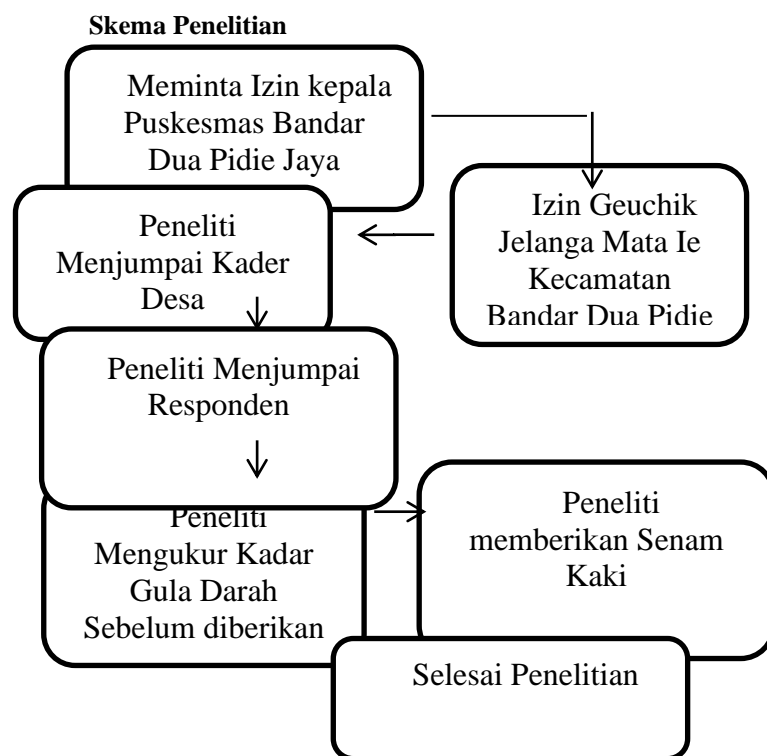 Skema Penelitian
Meminta Izin kepala
Puskesmas Bandar
Dua Pidie Jaya
Izin Geuchik
Jelanga Mata Ie
Kecamatan
Bandar Dua Pidie
Peneliti
Menjumpai Kader
Desa
Peneliti Menjumpai
Responden
Peneliti
Mengukur Kadar
Gula Darah
Sebelum diberikan
Peneliti
memberikan Senam
Kaki
Selesai Penelitian